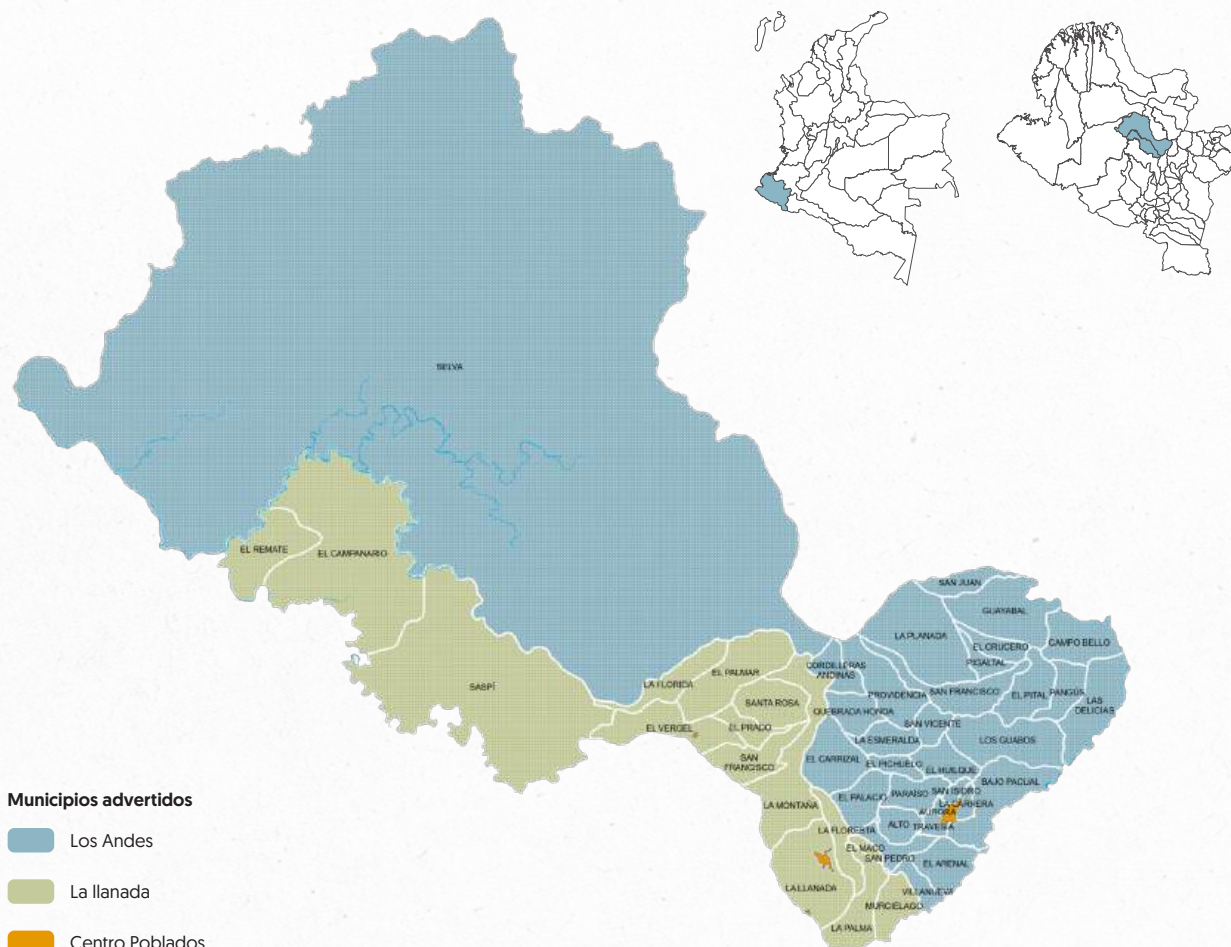 SELVA
EL REMATE
EL CAMPANARIO
SASPÍ
SAN JUAN
GUAYABAL
LA PLANADA
EL CRUCERO
CAMPO BELLO
PIGALTAL
CORDILLERAS
ANDINAS
EL PALMAR
LA FLORIDA
PROVIDENCIA
SAN FRANCISCO
EL PITAL
PANGUS
LAS
DELICIAS
SANTA ROSA
QUEBRADA HONDA
SAN VICENTE
EL VERGEL
EL PRADO
LA ESMERALDA
LOS GUABOS
SAN
FRANCISCO
EL CARRIZAL
EL PICHUELO
EL HUILQUE
BAJO PACUAL
LA MONTAÑA
EL PALACIO
PARAISO
SAN ISIDRO
LA CARRERA
AURORA
LA FLORESTA
ALTO
TRAVESIA
EL MACO
SAN PEDRO
EL ARENAL
LA LLANADA
VILLANUEVA
MURCIELAGO
LA PALMA
Municipios advertidos
Los Andes
La llanada
Centro Poblados